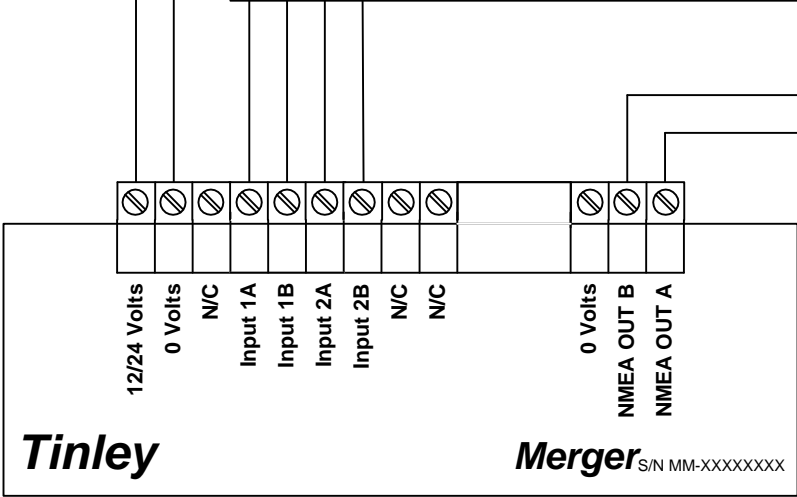 12/24 Volts
0 Volts
N/C
Input 1A
Input 1B
Input 2A
Input 2B
N/C
N/C
0 Volts
NMEA OUT B
NMEA OUT A
Tinley
Merger S/N MM-XXXXXXXX